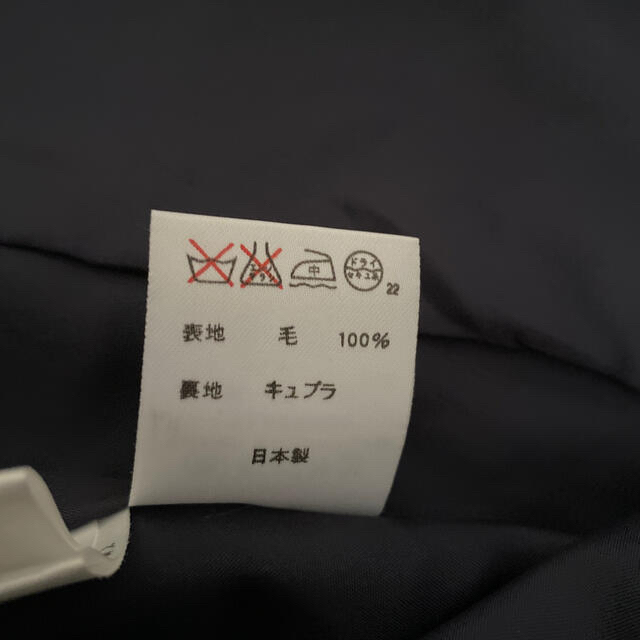 中 ドライ セキユ系
22
表地 毛 100%
裏地 キュプラ
日本製